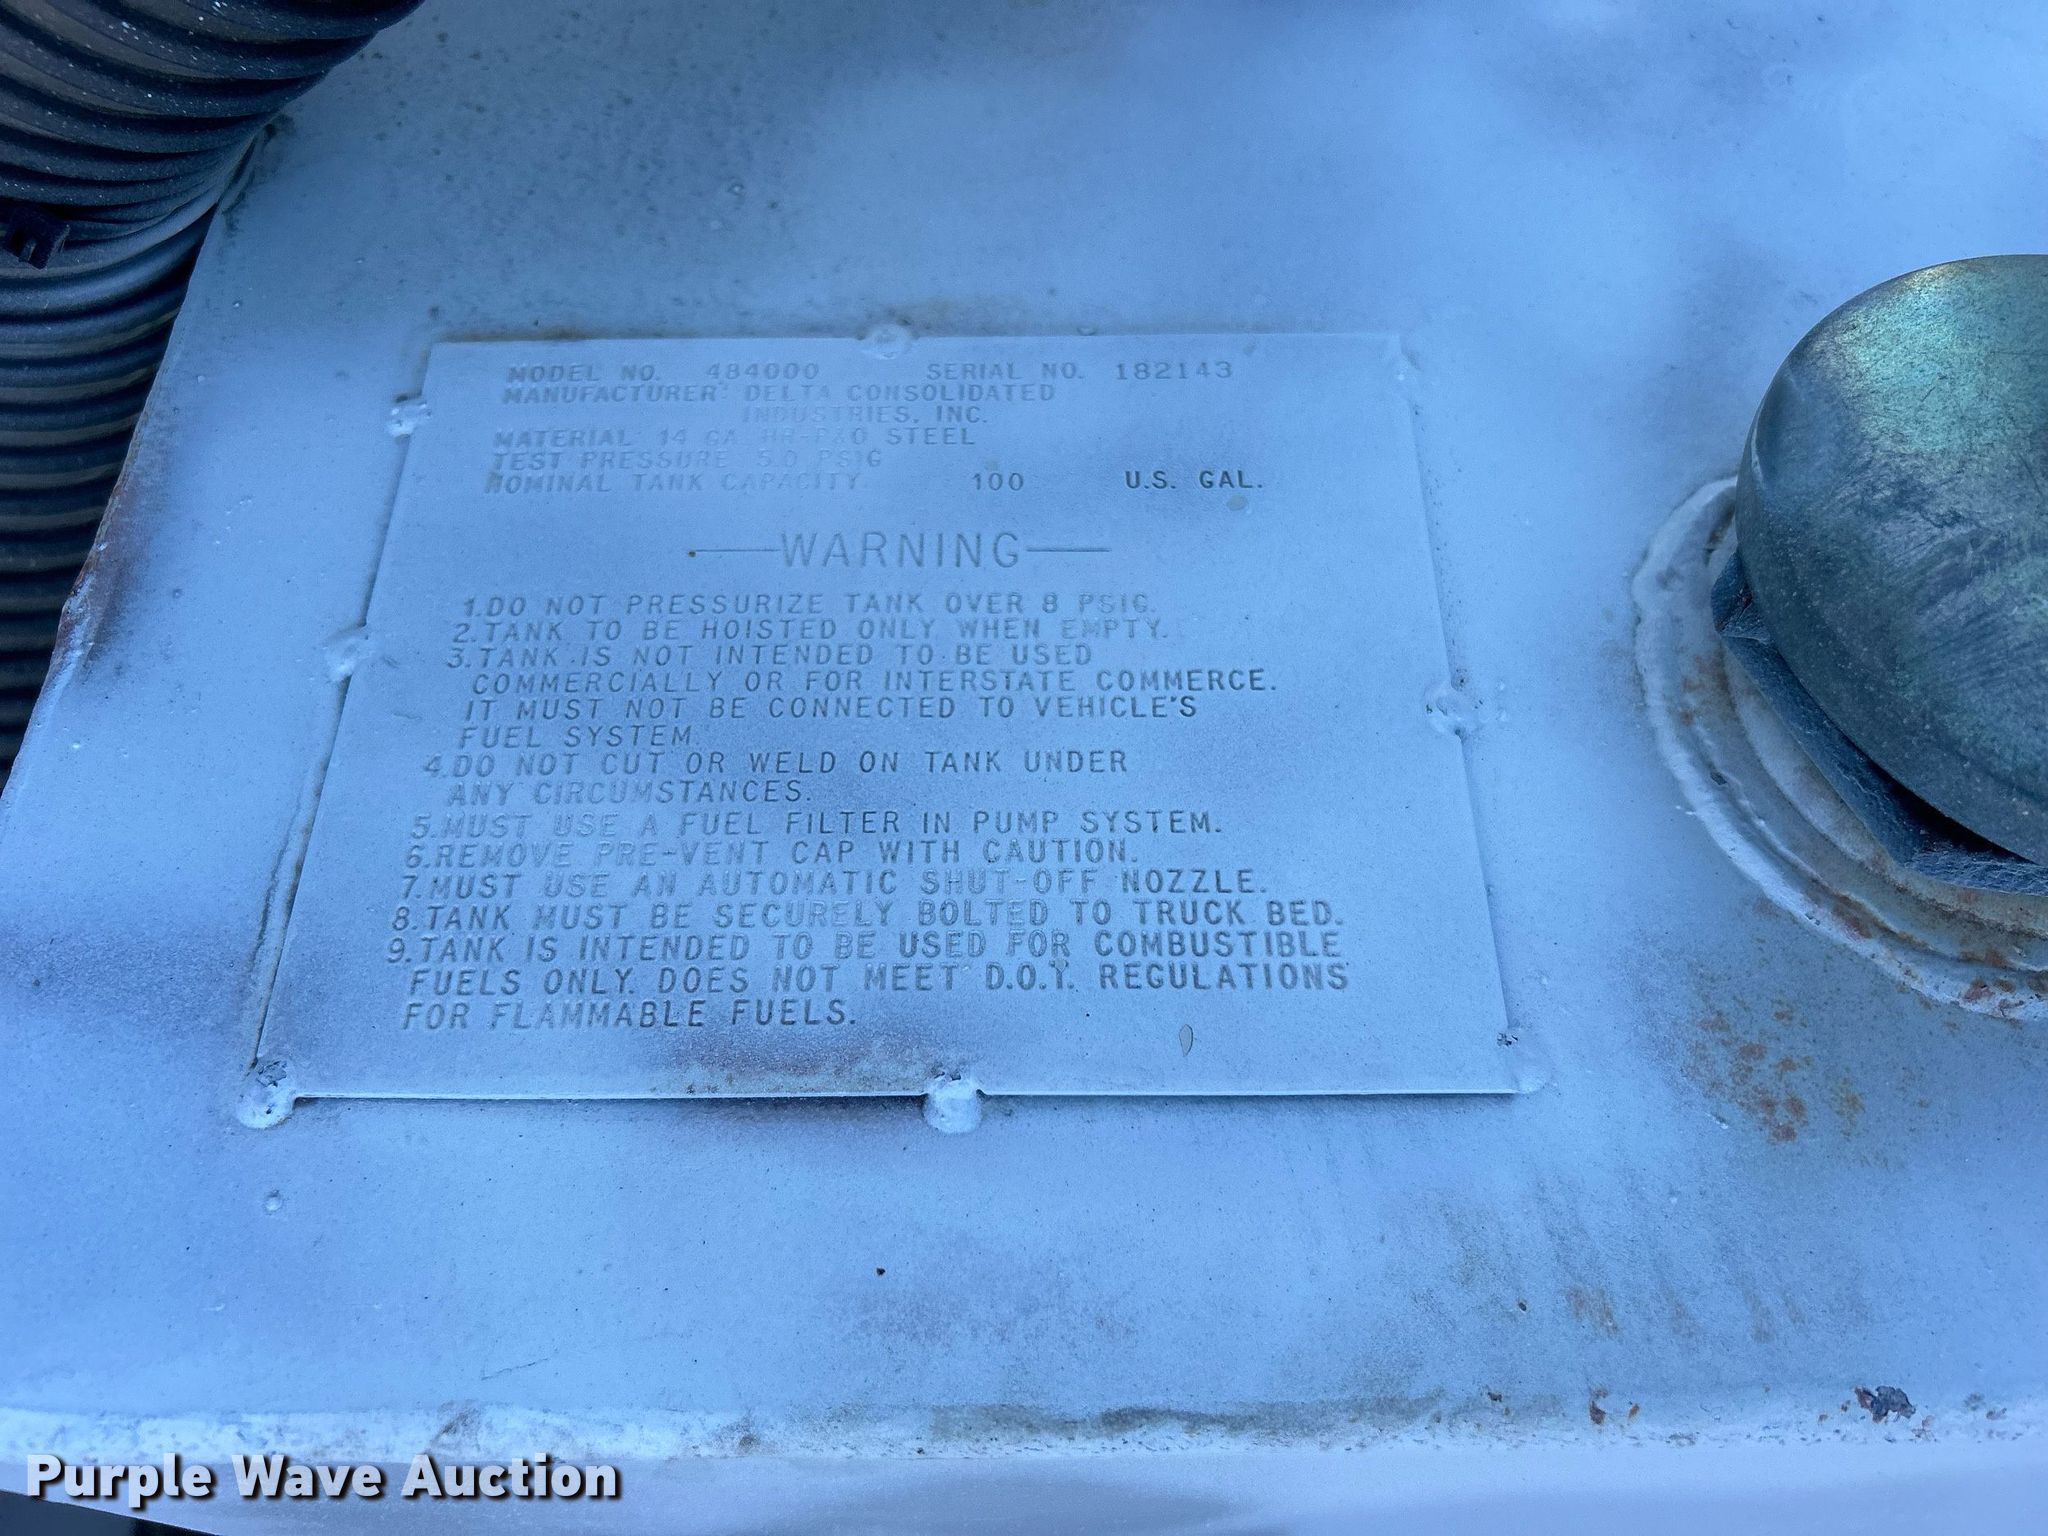 MODEL NO. 484000 SERIAL NO. 182143
MANUFACTURER: DELTA CONSOLIDATED
INDUSTRIES, INC.
MATERIAL 14 GA. HR-P&O STEEL
TEST PRESSURE 5.0 PSIG
NOMINAL TANK CAPACITY 100 U.S. GAL.
WARNING
1.DO NOT PRESSURIZE TANK OVER 8 PSIG.
2.TANK TO BE HOISTED ONLY WHEN EMPTY.
3.TANK IS NOT INTENDED TO BE USED
COMMERCIALLY OR FOR INTERSTATE COMMERCE.
IT MUST NOT BE CONNECTED TO VEHICLE'S
FUEL SYSTEM
4.DO NOT CUT OR WELD ON TANK UNDER
ANY CIRCUMSTANCES.
5.MUST USE A FUEL FILTER IN PUMP SYSTEM.
6.REMOVE PRE-VENT CAP WITH CAUTION.
7.MUST USE AN AUTOMATIC SHUT-OFF NOZZLE.
8.TANK MUST BE SECURELY BOLTED TO TRUCK BED.
9.TANK IS INTENDED TO BE USED FOR COMBUSTIBLE
FUELS ONLY. DOES NOT MEET D.O.T. REGULATIONS
FOR FLAMMABLE FUELS.
Purple Wave Auction